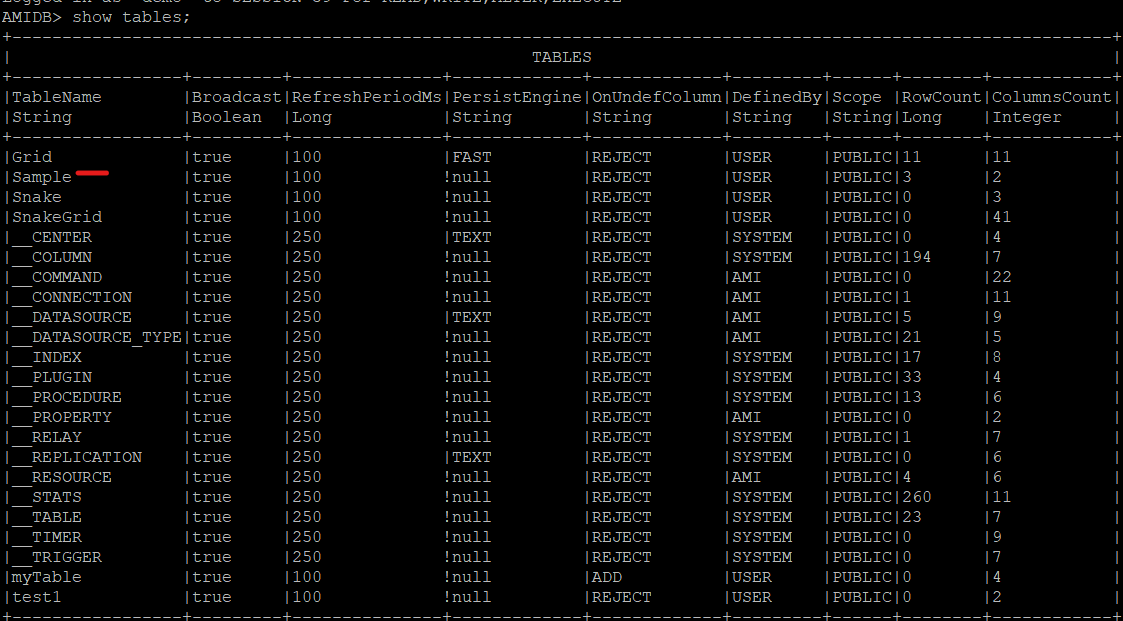 AMIDB> show tables;
+--------------------------------------------------------------------------------------------------------------+
|                                                    TABLES                                                    |
+-----------------+---------+---------------+-------------+-------------+---------+------+--------+------------+
|TableName        |Broadcast|RefreshPeriodMs|PersistEngine|OnUndefColumn|DefinedBy|Scope |RowCount|ColumnsCount|
|String           |Boolean  |Long           |String       |String       |String   |String|Long    |Integer     |
+-----------------+---------+---------------+-------------+-------------+---------+------+--------+------------+
|Grid             |true     |100            |FAST         |REJECT       |USER     |PUBLIC|11      |11          |
|Sample           |true     |100            !null         |REJECT       |USER     |PUBLIC|3       |2           |
|Snake            |true     |100            !null         |REJECT       |USER     |PUBLIC|0       |3           |
|SnakeGrid        |true     |100            !null         |REJECT       |USER     |PUBLIC|0       |41          |
|__CENTER         |true     |250            |TEXT         |REJECT       |SYSTEM   |PUBLIC|0       |4           |
|__COLUMN         |true     |250            !null         |REJECT       |SYSTEM   |PUBLIC|194     |7           |
|__COMMAND        |true     |250            !null         |REJECT       |AMI      |PUBLIC|0       |22          |
|__CONNECTION     |true     |250            !null         |REJECT       |AMI      |PUBLIC|1       |11          |
|__DATASOURCE     |true     |250            |TEXT         |REJECT       |AMI      |PUBLIC|5       |9           |
|__DATASOURCE_TYPE|true     |250            !null         |REJECT       |AMI      |PUBLIC|21      |5           |
|__INDEX          |true     |250            !null         |REJECT       |SYSTEM   |PUBLIC|17      |8           |
|__PLUGIN         |true     |250            !null         |REJECT       |SYSTEM   |PUBLIC|33      |4           |
|__PROCEDURE      |true     |250            !null         |REJECT       |SYSTEM   |PUBLIC|13      |6           |
|__PROPERTY       |true     |250            !null         |REJECT       |AMI      |PUBLIC|0       |2           |
|__RELAY          |true     |250            !null         |REJECT       |SYSTEM   |PUBLIC|1       |7           |
|__REPLICATION    |true     |250            |TEXT         |REJECT       |SYSTEM   |PUBLIC|0       |6           |
|__RESOURCE       |true     |250            !null         |REJECT       |AMI      |PUBLIC|4       |6           |
|__STATS          |true     |250            !null         |REJECT       |SYSTEM   |PUBLIC|260     |11          |
|__TABLE          |true     |250            !null         |REJECT       |SYSTEM   |PUBLIC|23      |7           |
|__TIMER          |true     |250            !null         |REJECT       |SYSTEM   |PUBLIC|0       |9           |
|__TRIGGER        |true     |250            !null         |REJECT       |SYSTEM   |PUBLIC|0       |7           |
|myTable          |true     |100            !null         |ADD          |USER     |PUBLIC|0       |4           |
|test1            |true     |100            !null         |REJECT       |USER     |PUBLIC|0       |2           |
+-----------------+---------+---------------+-------------+-------------+---------+------+--------+------------+